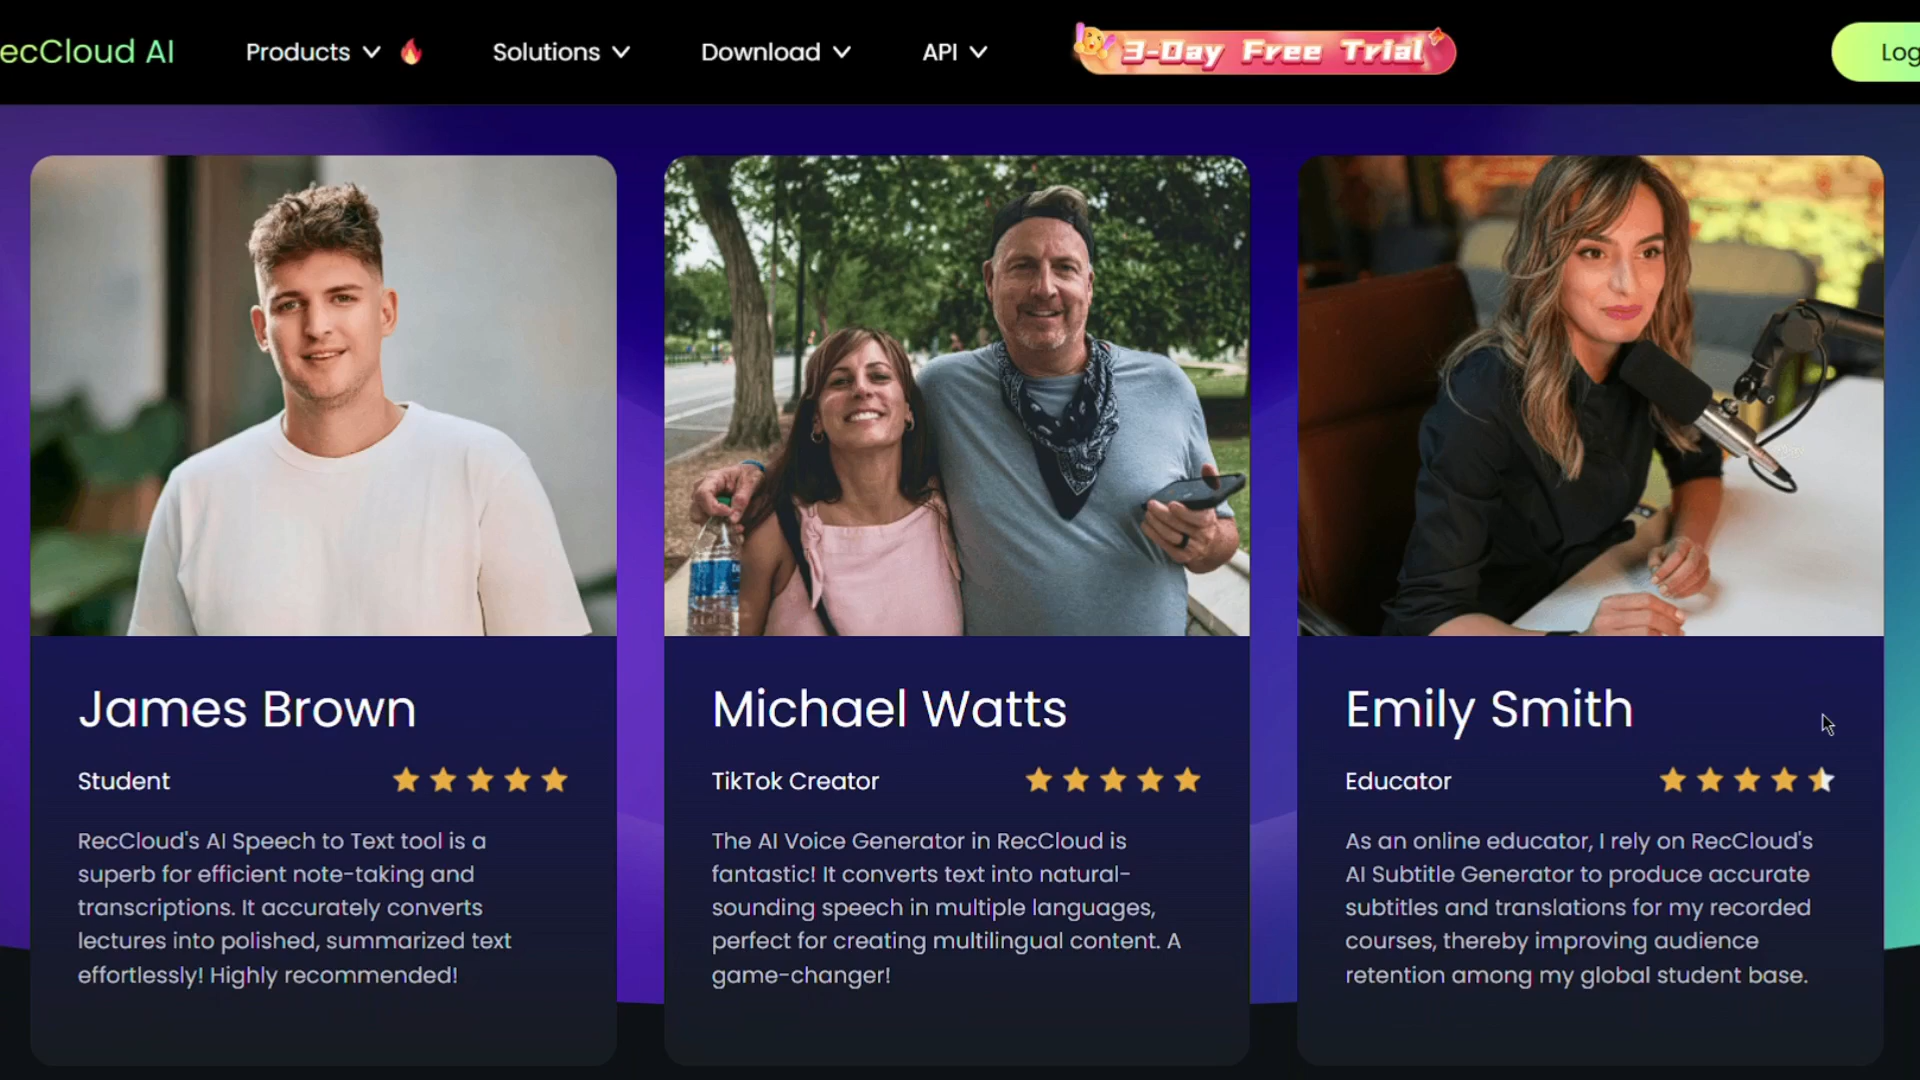 ecCloud AI
Products
Solutions
Download
API
3-Day Free Trial
Log
James Brown
Student
RecCloud's AI Speech to Text tool is a
superb for efficient note-taking and
transcriptions. It accurately converts
lectures into polished, summarized text
effortlessly! Highly recommended!
Michael Watts
TikTok Creator
The AI Voice Generator in RecCloud is
fantastic! It converts text into natural-
sounding speech in multiple languages,
perfect for creating multilingual content. A
game-changer!
Emily Smith
Educator
As an online educator, I rely on RecCloud's
AI Subtitle Generator to produce accurate
subtitles and translations for my recorded
courses, thereby improving audience
retention among my global student base.